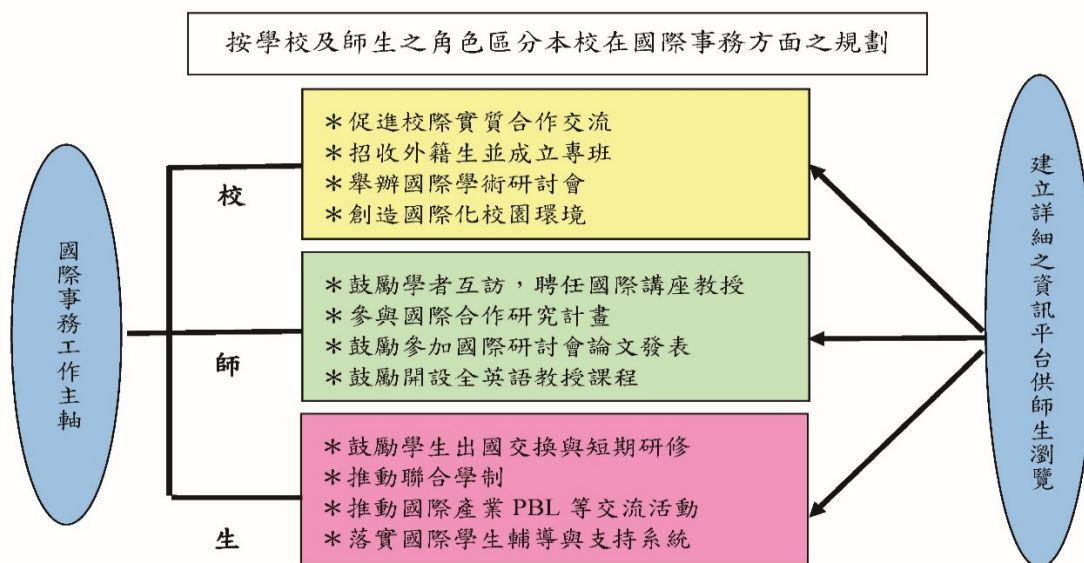 按學校及師生之角色區分本校在國際事務方面之規劃
國際事務工作主軸
校
＊促進校際實質合作交流
＊招收外籍生並成立專班
＊舉辦國際學術研討會
＊創造國際化校園環境
師
＊鼓勵學者互訪，聘任國際講座教授
＊參與國際合作研究計畫
＊鼓勵參加國際研討會論文發表
＊鼓勵開設全英語教授課程
生
＊鼓勵學生出國交換與短期研修
＊推動聯合學制
＊推動國際產業 PBL 等交流活動
＊落實國際學生輔導與支持系統
建立詳細之資訊平台供師生瀏覽